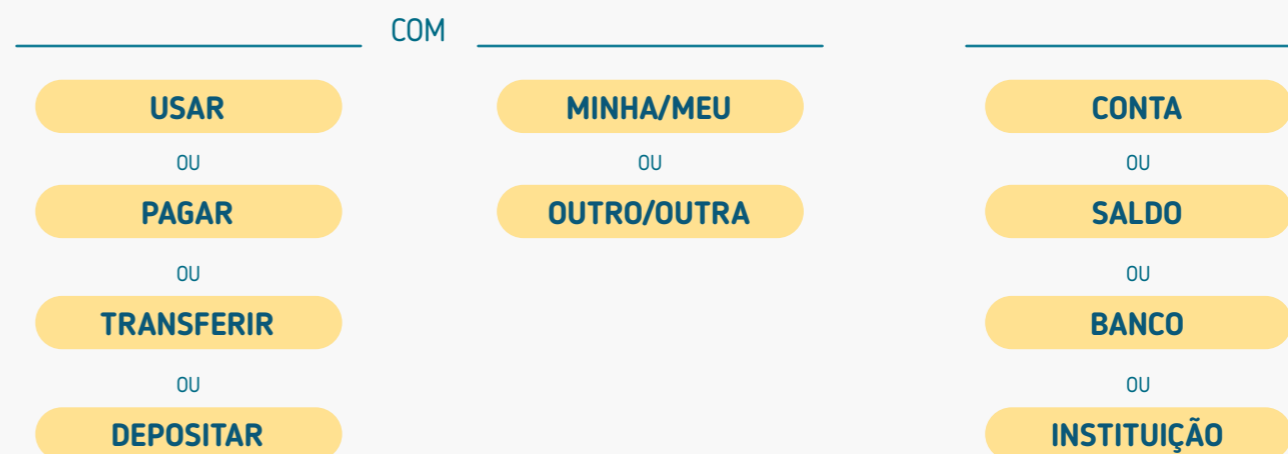 COM
USAR MINHA/MEU CONTA
OU OU OU
PAGAR OUTRO/OUTRA SALDO
OU OU
TRANSFERIR BANCO
OU OU
DEPOSITAR INSTITUIÇÃO